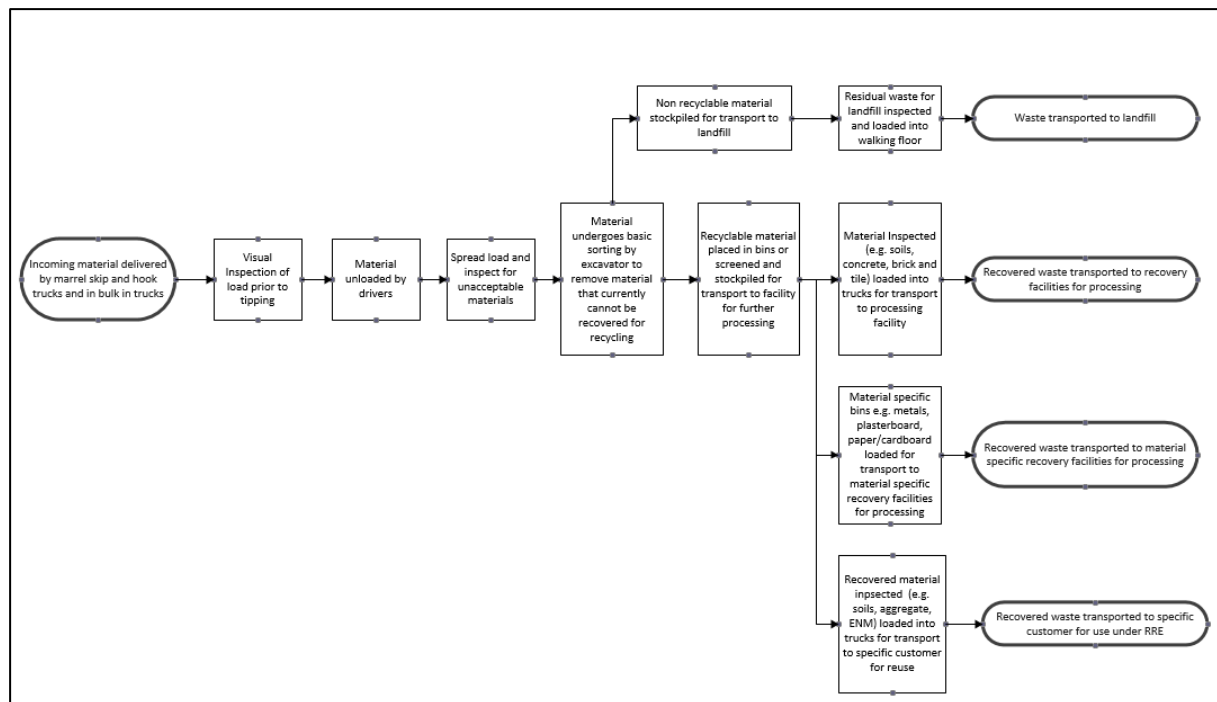 Non recyclable material
stockpiled for transport to
landfill
Residual waste for
landfill inspected
and loaded into
walking floor
Waste transported to landfill
Incoming material delivered
by marrel skip and hook
trucks and in bulk in trucks
Visual
Inspection of
load prior to
tipping
Material
unloaded by
drivers
Spread load and
inspect for
unacceptable
materials
Material
undergoes basic
sorting by
excavator to
remove material
that currently
cannot be
recovered for
recycling
Recyclable material
placed in bins or
screened and
stockpiled for
transport to facility
for further
processing
Material Inspected
(e.g. soils,
concrete, brick and
tile) loaded into
trucks for transport
to processing
facility
Recovered waste transported to recovery
facilities for processing
Material specific
bins e.g. metals,
plasterboard,
paper/cardboard
loaded for
transport to
material specific
recovery facilities
for processing
Recovered waste transported to material
specific recovery facilities for processing
Recovered material
inpsected (e.g.
soils, aggregate,
ENM) loaded into
trucks for transport
to specific customer
for reuse
Recovered waste transported to specific
customer for use under RRE